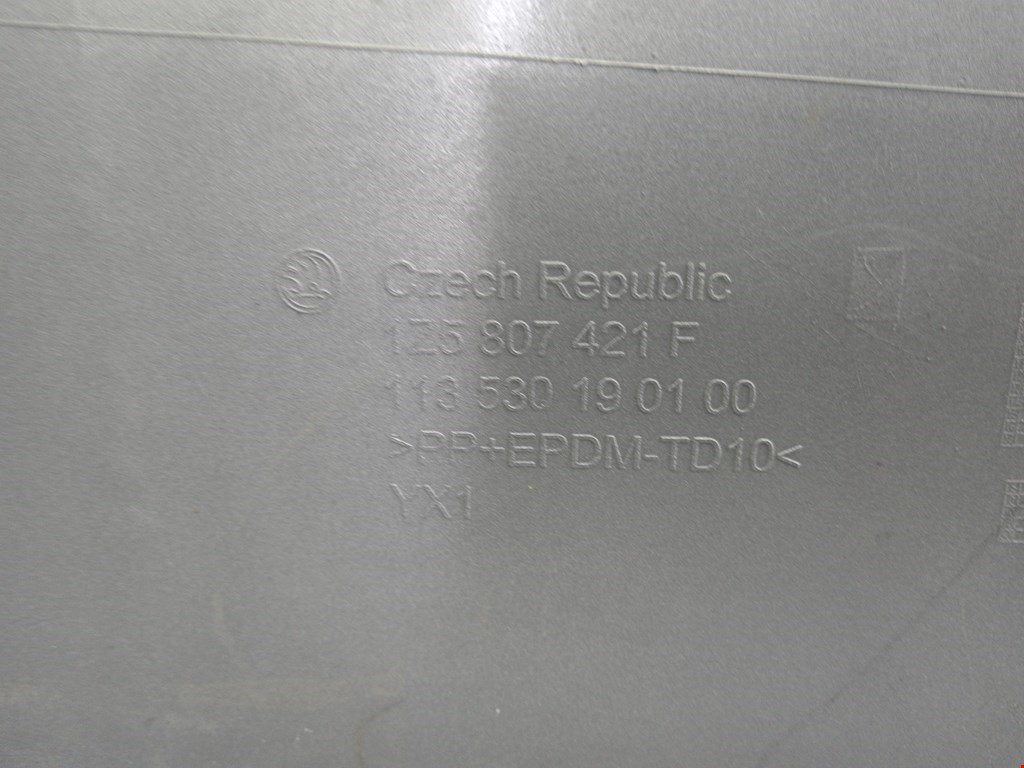 Czech Republic
1Z5 807 421 F
113 530 19 01 00
>PP+EPDM-TD10<
YX1